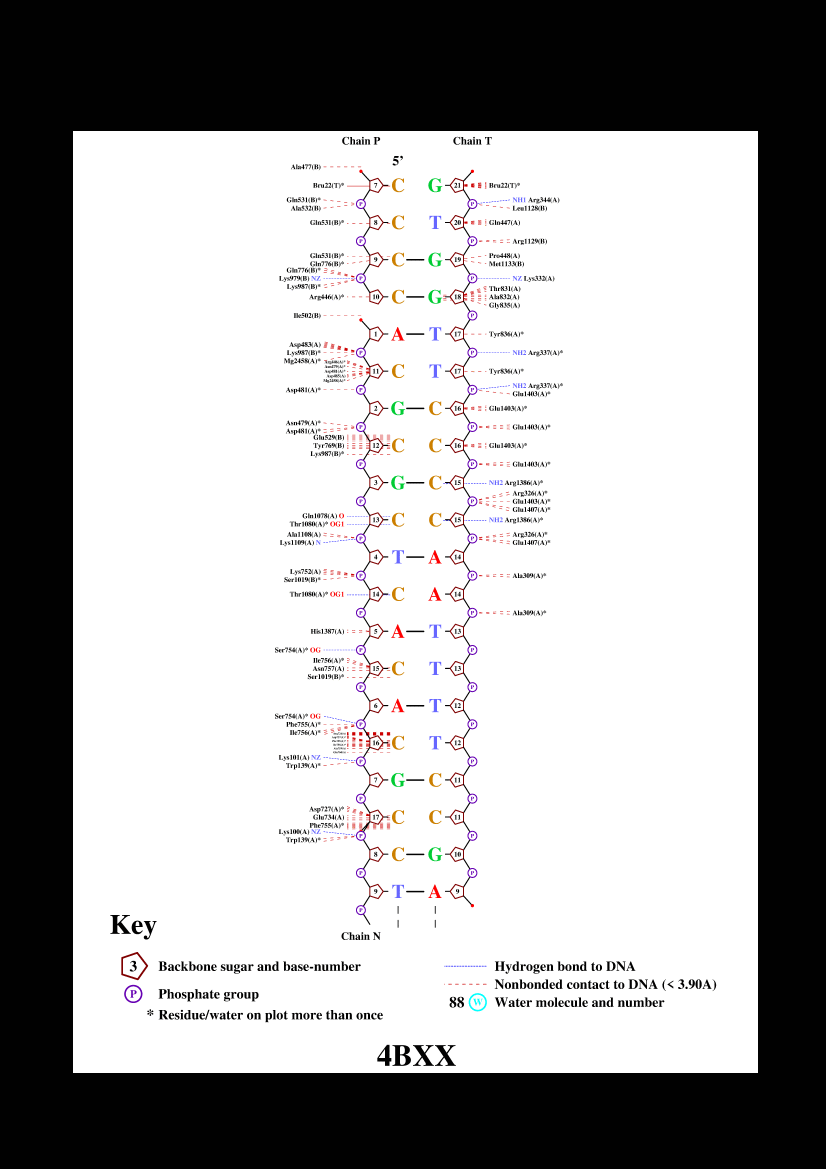 Chain P Chain T
5’
Ala477(B)
Bru22(T)* 7 C G 21 Bru22(T)*
Gln531(B)* P P NH1 Arg344(A)
Ala532(B) Leu1128(B)
Gln531(B)* 8 C T 20 Gln447(A)
P P Arg1129(B)
Gln531(B)* Pro448(A)
9 C G 19
Gln776(B)* Met1133(B)
Gln776(B)*
Lys979(B) NZ P P NZ Lys332(A)
Lys987(B)* Thr831(A)
Arg446(A)* 10 C G 18 Ala832(A)
Gly835(A)
Ile502(B) P
1 A T 17 Tyr836(A)*
Asp483(A)
Lys987(B)* P P NH2 Arg337(A)*
Mg2458(A)*
11 C T 17 Tyr836(A)*
NH2 Arg337(A)*
Asp481(A)* P P Glu1403(A)*
2 G C 16 Glu1403(A)*
Asn479(A)* P P Glu1403(A)*
Asp481(A)*
Glu529(B)
Tyr769(B) 12 C C 16 Glu1403(A)*
Lys987(B)*
P P Glu1403(A)*
3 G C 15 NH2 Arg1386(A)*
Arg326(A)*
P P Glu1403(A)*
Glu1407(A)*
Gln1078(A) O
13 C C 15 NH2 Arg1386(A)*
Thr1080(A)* OG1
Ala1108(A) Arg326(A)*
Lys1109(A) N P P Glu1407(A)*
4 T A 14
Lys752(A) P P Ala309(A)*
Ser1019(B)*
Thr1080(A)* OG1 14 C A 14
P P Ala309(A)*
His1387(A) 5 A T 13
Ser754(A)* OG P P
Ile756(A)*
Asn757(A) 15 C T 13
Ser1019(B)*
P P
6 A T 12
Ser754(A)* OG
Phe755(A)* P P
Ile756(A)*
16 C T 12
Lys101(A) NZ P P
Trp139(A)*
7 G C 11
P P
Asp727(A)*
Glu734(A) 17 C C 11
Phe755(A)*
Lys100(A) NZ P P
Trp139(A)*
8 C G 10
P P
9 T A 9
P
Chain N
Key
3 Backbone sugar and base-number
P Phosphate group
* Residue/water on plot more than once
Hydrogen bond to DNA
Nonbonded contact to DNA (< 3.90A)
88 W Water molecule and number
4BXX